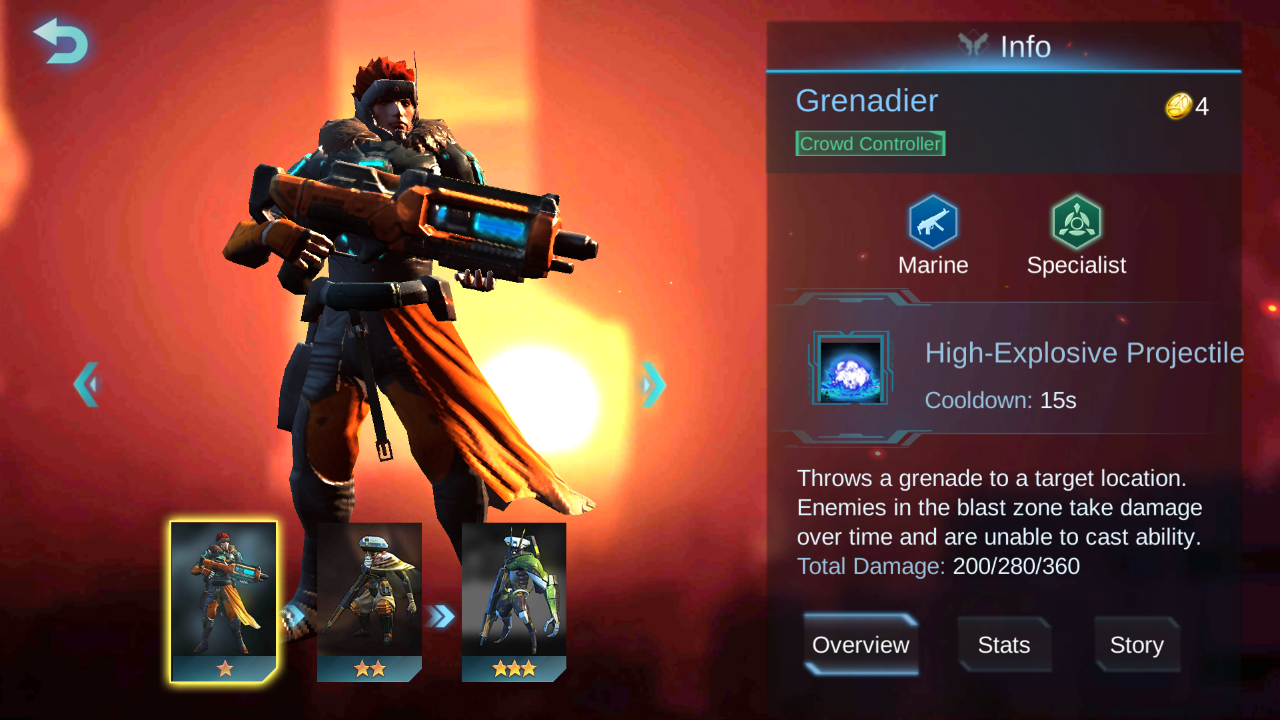 Info
Grenadier
4
Crowd Controller
Marine
Specialist
High-Explosive Projectile
Cooldown: 15s
Throws a grenade to a target location.
Enemies in the blast zone take damage
over time and are unable to cast ability.
Total Damage: 200/280/360
Overview
Stats
Story